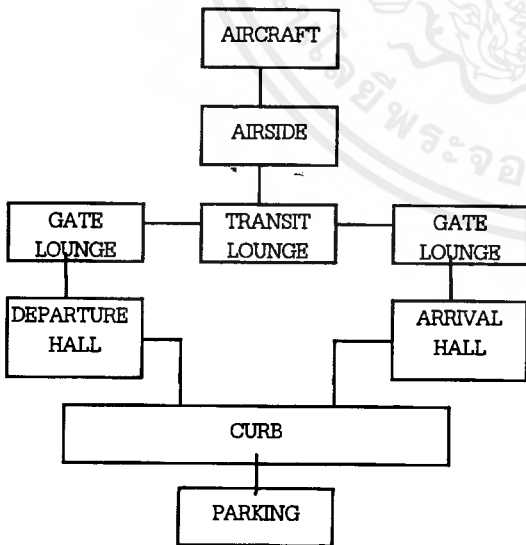 AIRCRAFT
AIRSIDE
GATE
LOUNGE
TRANSIT
LOUNGE
GATE
LOUNGE
DEPARTURE
HALL
ARRIVAL
HALL
CURB
PARKING